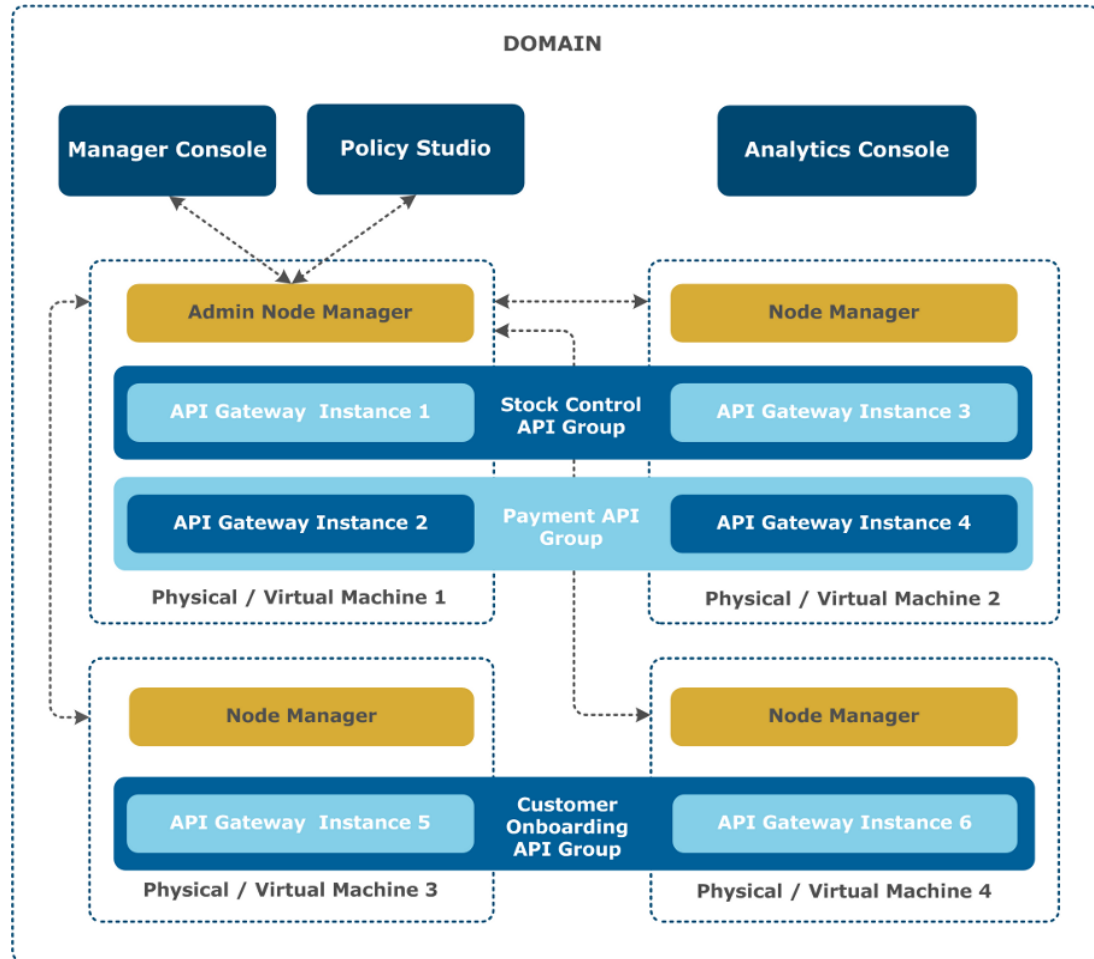 DOMAIN
Manager Console
Policy Studio
Analytics Console
Admin Node Manager
Node Manager
API Gateway Instance 1
Stock Control
API Group
API Gateway Instance 3
API Gateway Instance 2
Payment API
Group
API Gateway Instance 4
Physical / Virtual Machine 1
Physical / Virtual Machine 2
Node Manager
Node Manager
API Gateway Instance 5
Customer
Onboarding
API Group
API Gateway Instance 6
Physical / Virtual Machine 3
Physical / Virtual Machine 4